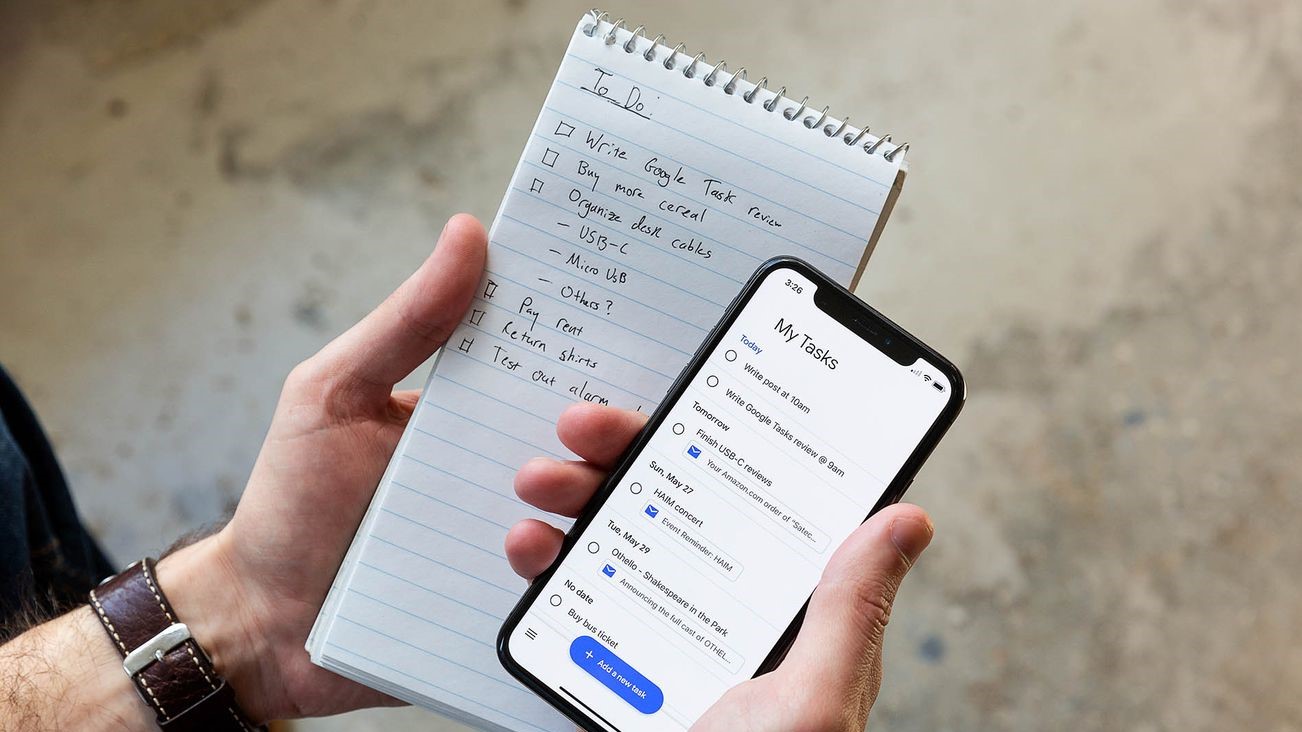 To Do:
Write Google Task review
Buy more cereal
Organize desk cables
- USB-C
- Micro USB
- Others?
Pay rent
Return shirts
Test out alarm
3:26
My Tasks
Today
Write post at 10am
Write Google Tasks review @ 9am
Tomorrow
Finish USB-C reviews
Your Amazon.com order of "Satec...
Sun, May 27
HAIM concert
Event Reminder: HAIM
Tue, May 29
Othello - Shakespeare in the Park
Announcing the full cast of OTHEL...
No date
Buy bus ticket
+ Add a new task